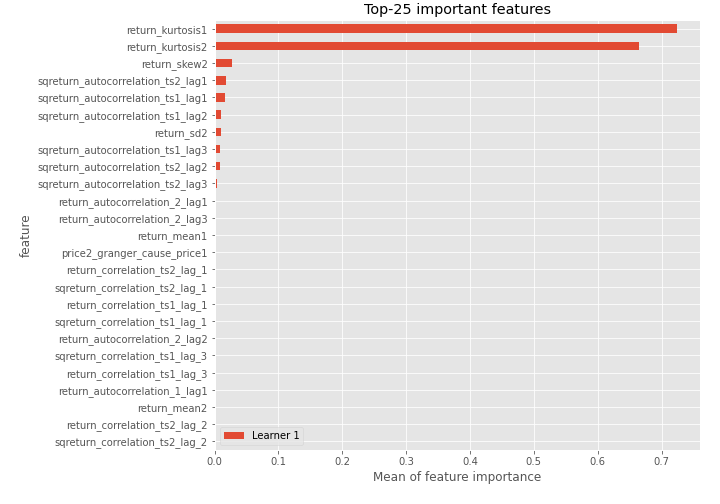 Top-25 important features
return_kurtosis1
return_kurtosis2
return_skew2
sqreturn_autocorrelation_ts2_lag1
sqreturn_autocorrelation_ts1_lag1
sqreturn_autocorrelation_ts1_lag2
return_sd2
sqreturn_autocorrelation_ts1_lag3
sqreturn_autocorrelation_ts2_lag2
sqreturn_autocorrelation_ts2_lag3
return_autocorrelation_2_lag1
return_autocorrelation_2_lag3
return_mean1
price2_granger_cause_price1
return_correlation_ts2_lag_1
sqreturn_correlation_ts2_lag_1
return_correlation_ts1_lag_1
sqreturn_correlation_ts1_lag_1
return_autocorrelation_2_lag2
sqreturn_correlation_ts1_lag_3
return_correlation_ts1_lag_3
return_autocorrelation_1_lag1
return_mean2
return_correlation_ts2_lag_2
sqreturn_correlation_ts2_lag_2
feature
Learner 1
0.0 0.1 0.2 0.3 0.4 0.5 0.6 0.7
Mean of feature importance